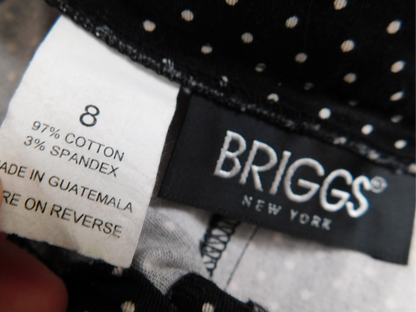 8
97% COTTON
3% SPANDEX
ADE IN GUATEMALA
RE ON REVERSE
BRIGGS®
NEW YORK